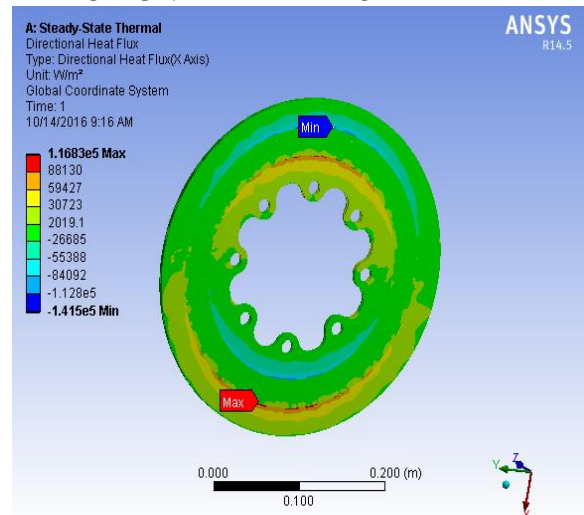 A: Steady-State Thermal
Directional Heat Flux
Type: Directional Heat Flux(X Axis)
Unit: W/m²
Global Coordinate System
Time: 1
10/14/2016 9:16 AM
ANSYS
R14.5
1.1683e5 Max
88130
59427
30723
2019.1
-26685
-55388
-84092
-1.128e5
-1.415e5 Min
Min
Max
0.000
0.200 (m)
0.100
Y
Z